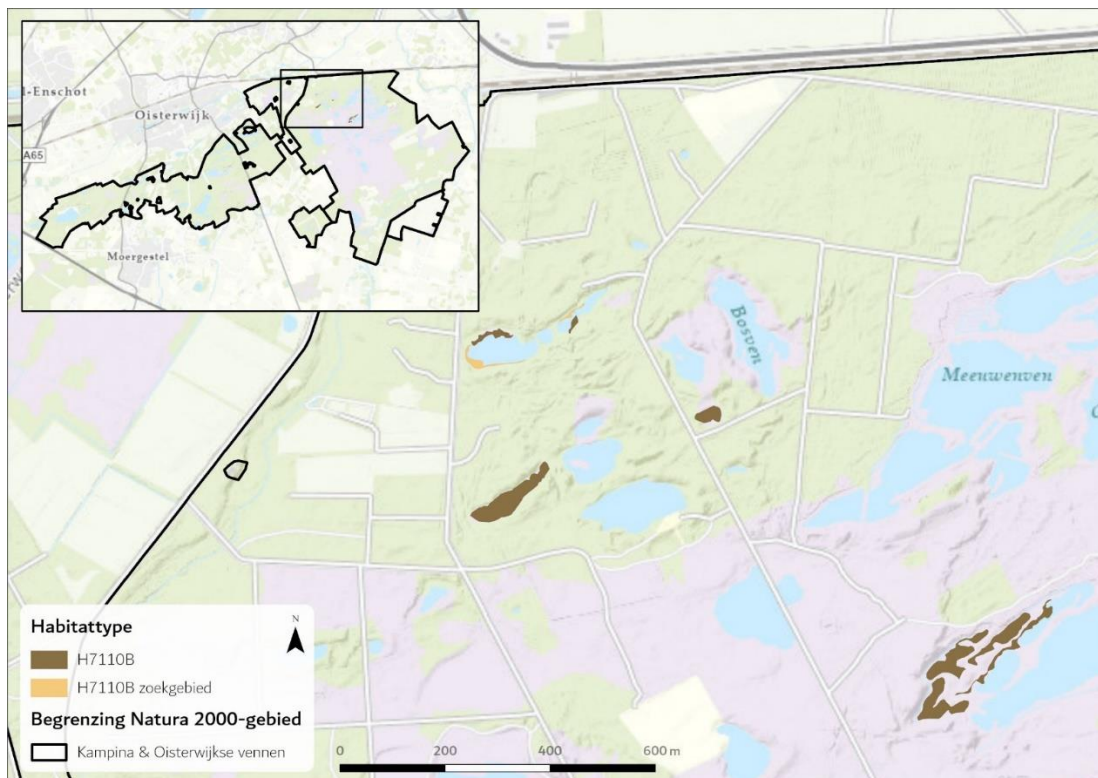 l-Enschot
Oisterwijk
A65
Moergestel
Bosven
Meeuwenven
Habitattype
N
H7110B
H7110B zoekgebied
Begrenzing Natura 2000-gebied
Kampina & Oisterwijkse vennen
0 200 400 600 m